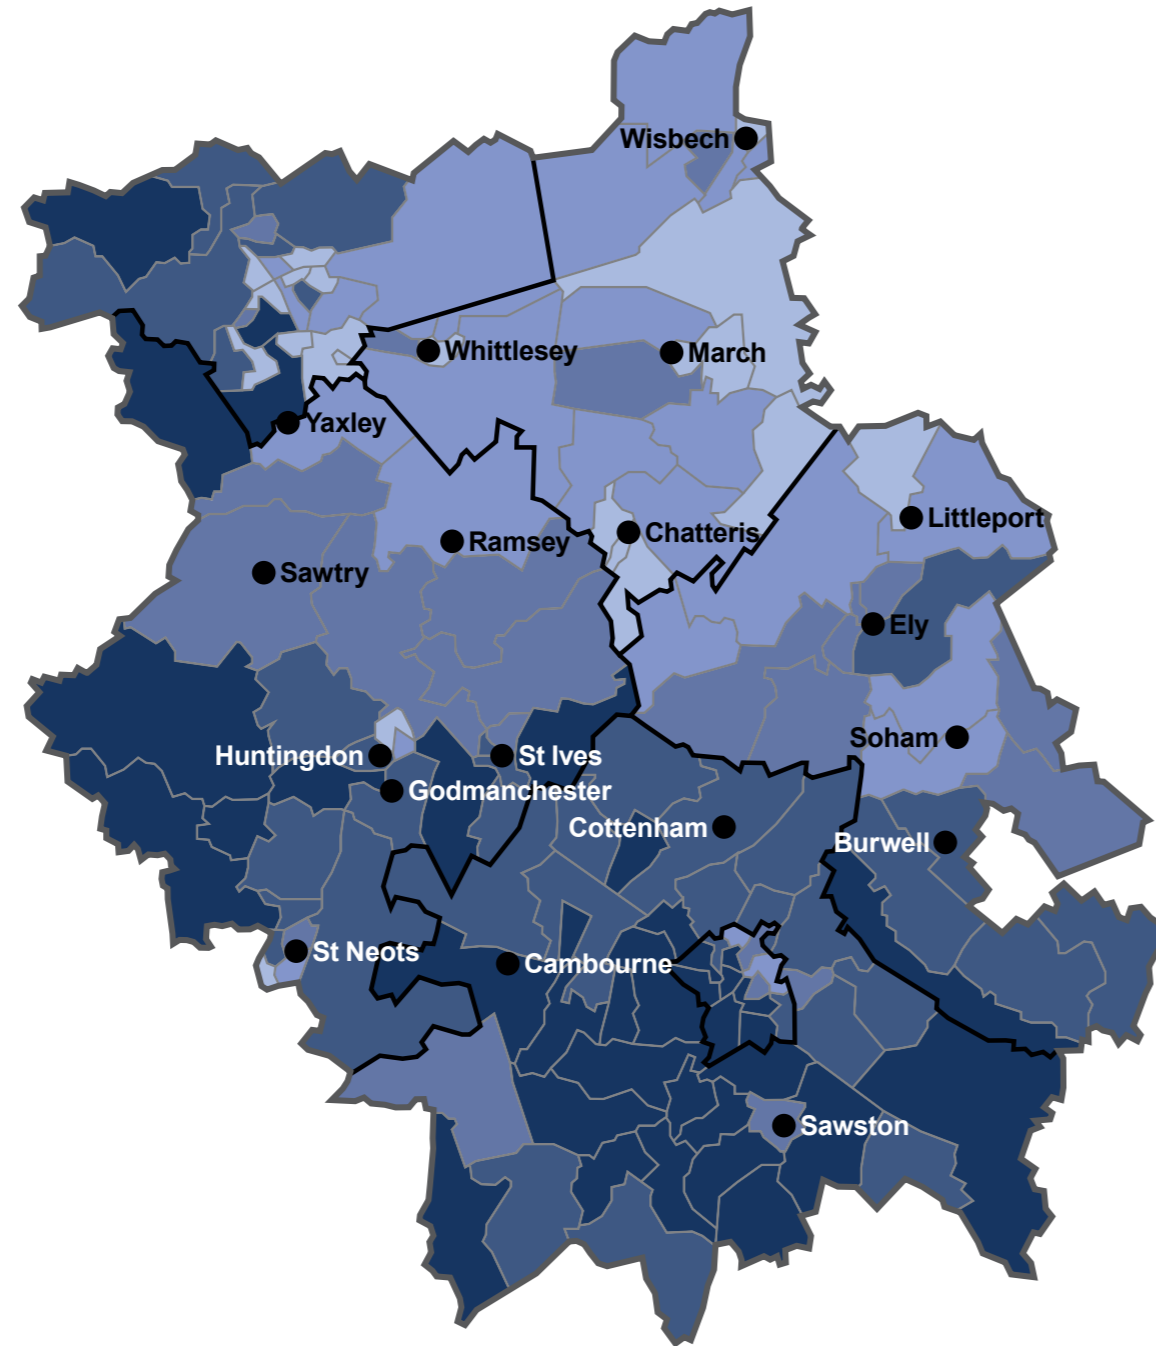 Wisbech
Whittlesey
March
Yaxley
Littleport
Chatteris
Ramsey
Sawtry
Ely
Soham
Huntingdon
St Ives
Godmanchester
Cottenham
Burwell
St Neots
Cambourne
Sawston